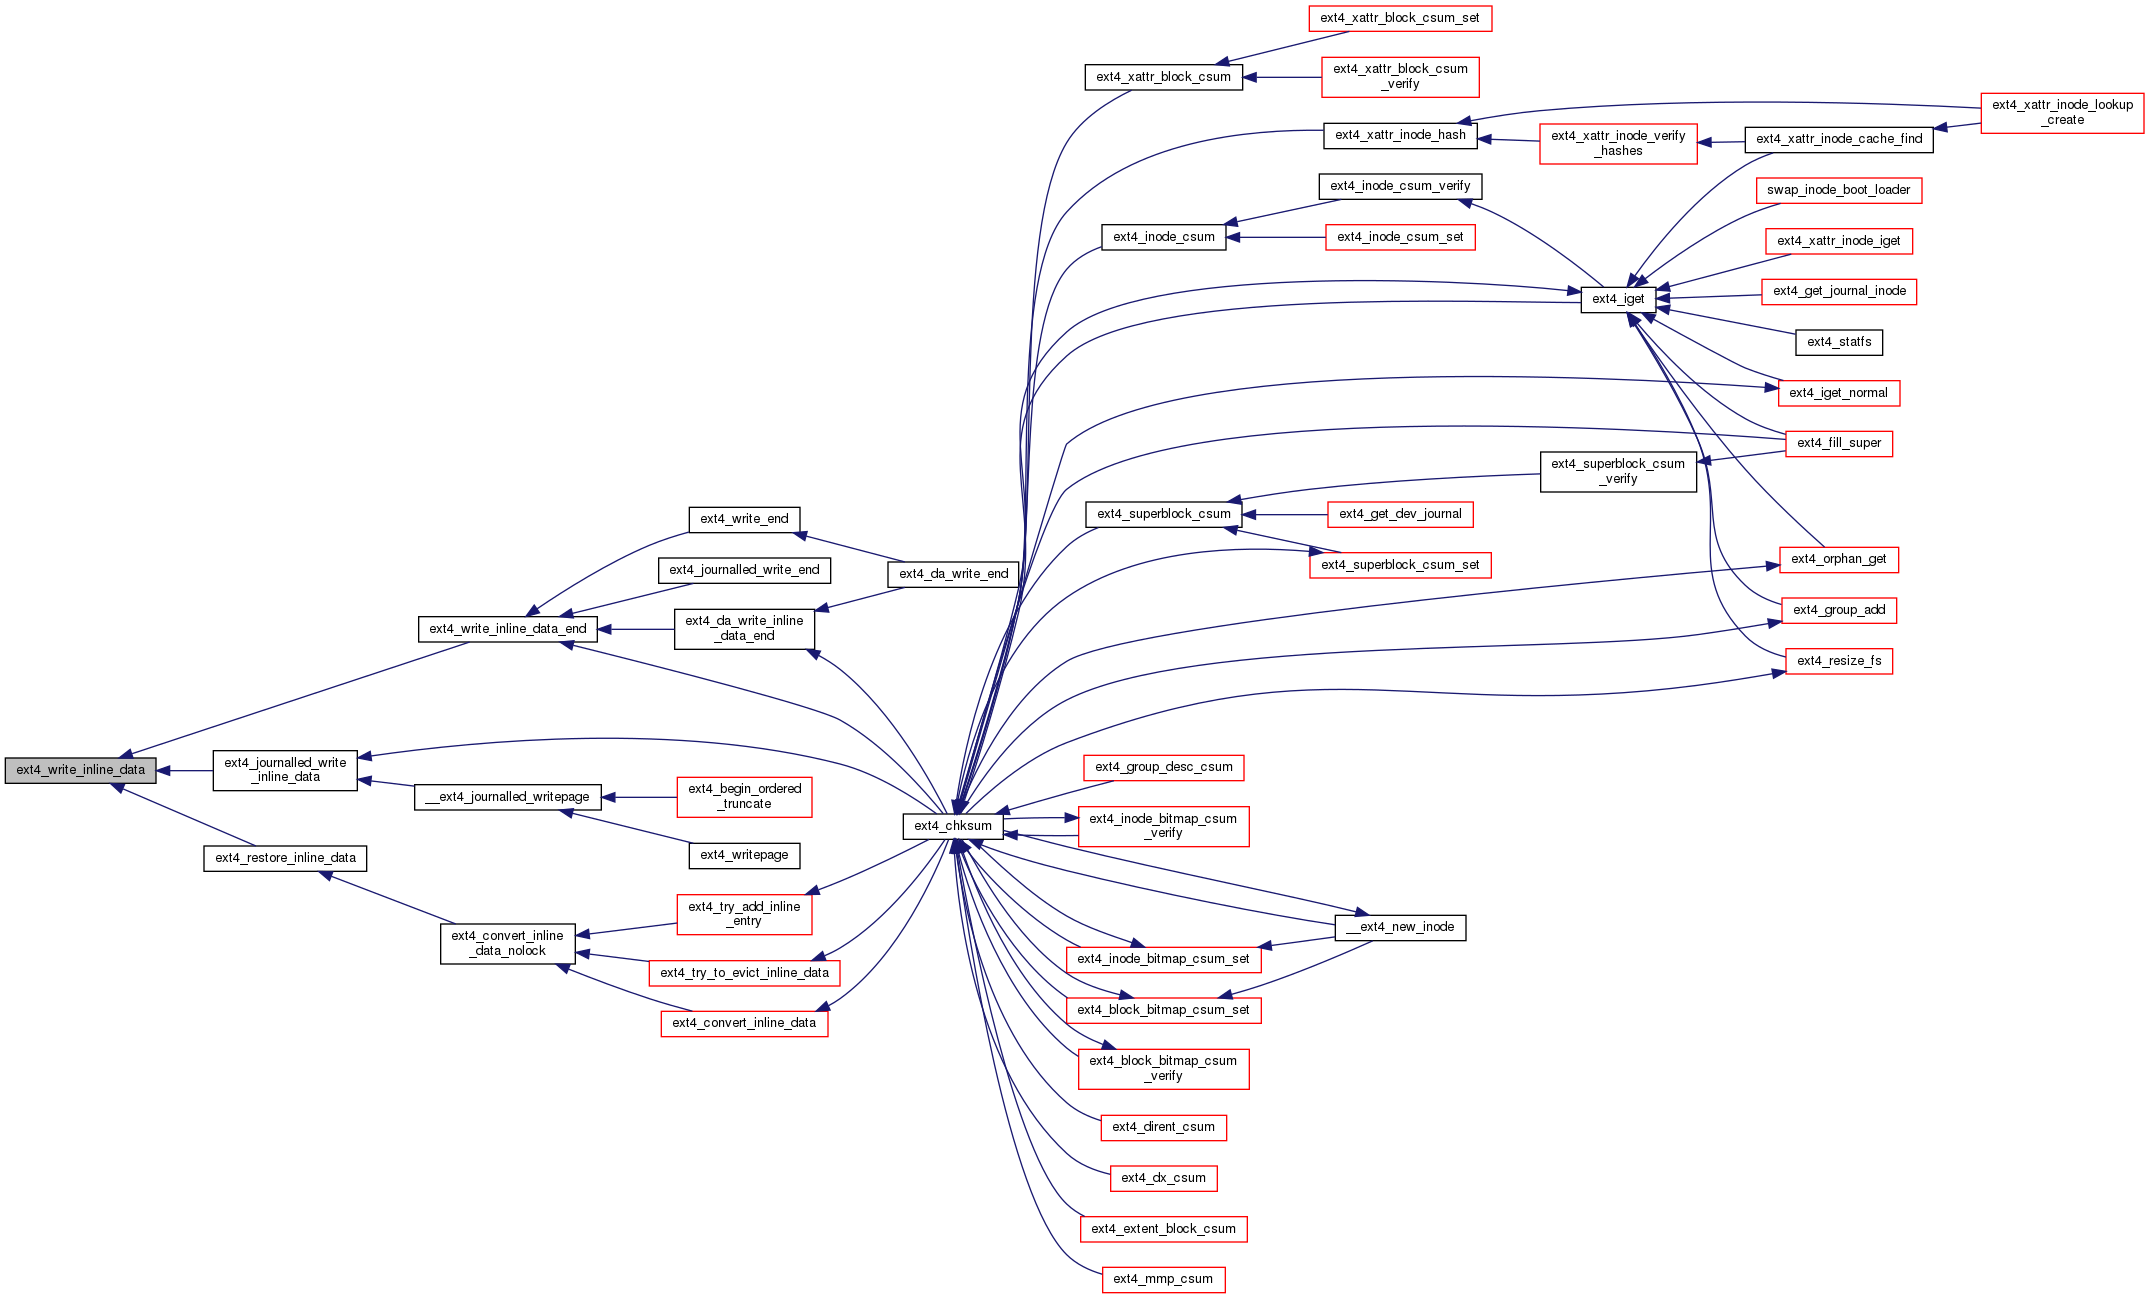 ext4_xattr_block_csum_set
ext4_xattr_block_csum
ext4_xattr_block_csum
_verify
ext4_xattr_inode_lookup
_create
ext4_xattr_inode_hash
ext4_xattr_inode_verify
_hashes
ext4_xattr_inode_cache_find
ext4_inode_csum_verify
swap_inode_boot_loader
ext4_inode_csum
ext4_inode_csum_set
ext4_xattr_inode_iget
ext4_iget
ext4_get_journal_inode
ext4_statfs
ext4_iget_normal
ext4_fill_super
ext4_superblock_csum
_verify
ext4_superblock_csum
ext4_get_dev_journal
ext4_write_end
ext4_superblock_csum_set
ext4_orphan_get
ext4_journalled_write_end
ext4_da_write_end
ext4_group_add
ext4_write_inline_data_end
ext4_da_write_inline
_data_end
ext4_resize_fs
ext4_write_inline_data
ext4_journalled_write
_inline_data
ext4_group_desc_csum
__ext4_journalled_writepage
ext4_begin_ordered
_truncate
ext4_chksum
ext4_inode_bitmap_csum
_verify
ext4_restore_inline_data
ext4_writepage
ext4_try_add_inline
_entry
__ext4_new_inode
ext4_convert_inline
_data_nolock
ext4_inode_bitmap_csum_set
ext4_try_to_evict_inline_data
ext4_block_bitmap_csum_set
ext4_convert_inline_data
ext4_block_bitmap_csum
_verify
ext4_dirent_csum
ext4_dx_csum
ext4_extent_block_csum
ext4_mmp_csum